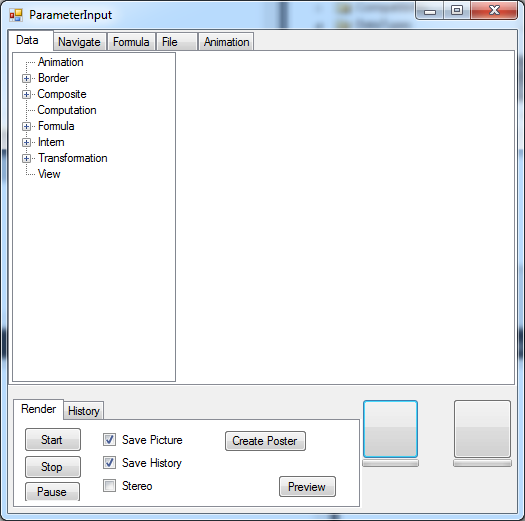 ParameterInput
Data Navigate Formula File Animation
Animation
Border
Composite
Computation
Formula
Intern
Transformation
View
Render History
Start Save Picture Create Poster
Stop Save History
Pause Stereo Preview